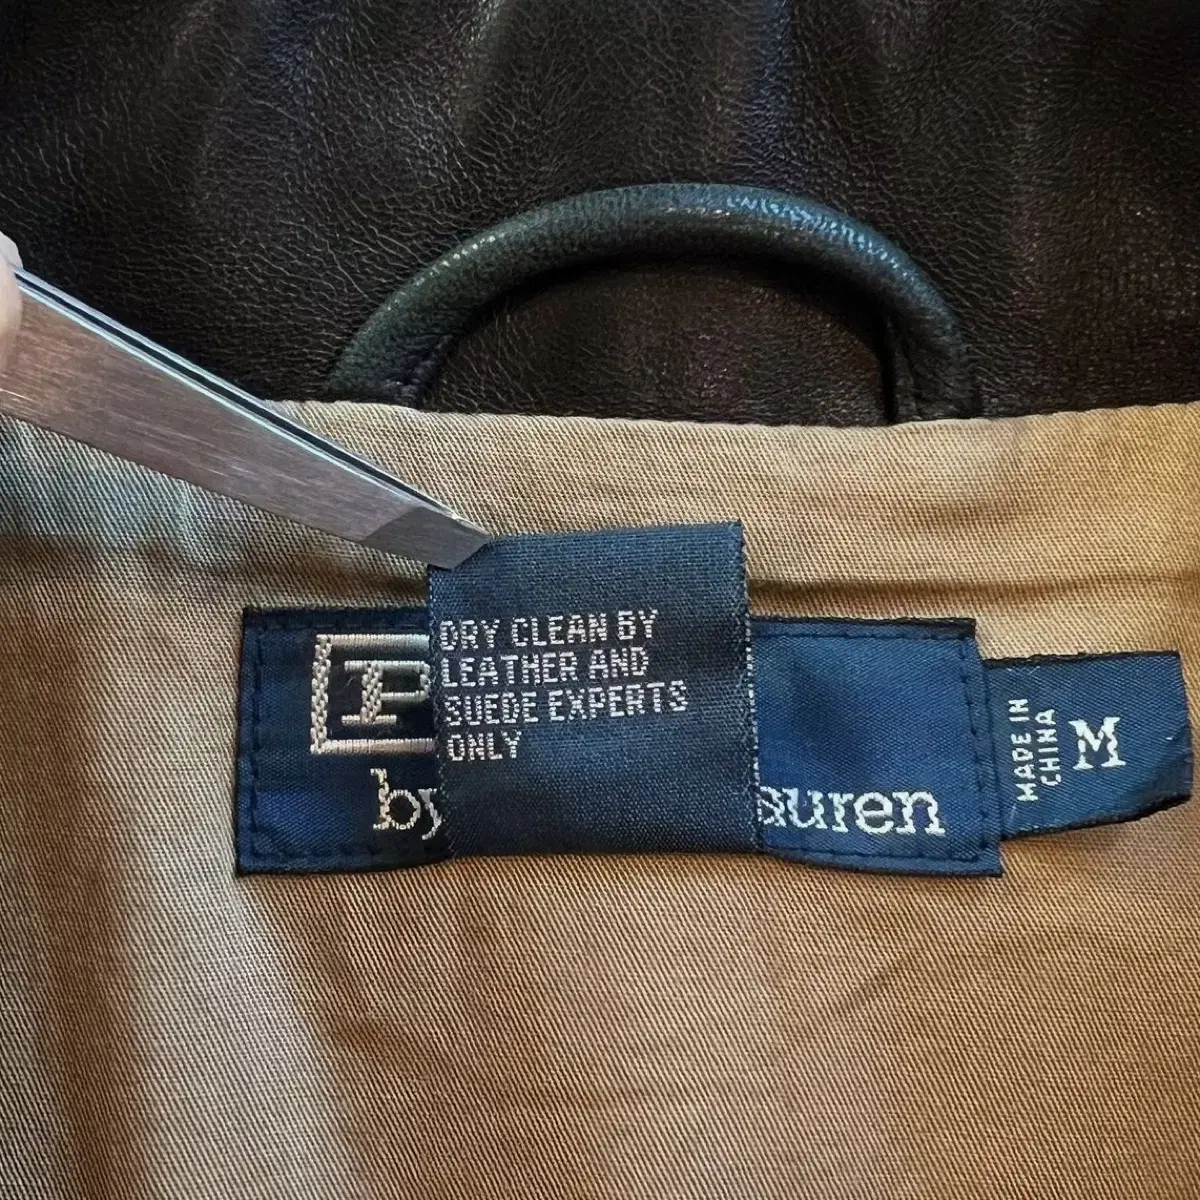 P
DRY CLEAN BY
LEATHER AND
SUEDE EXPERTS
ONLY
by
auren
MADE IN
CHINA
M